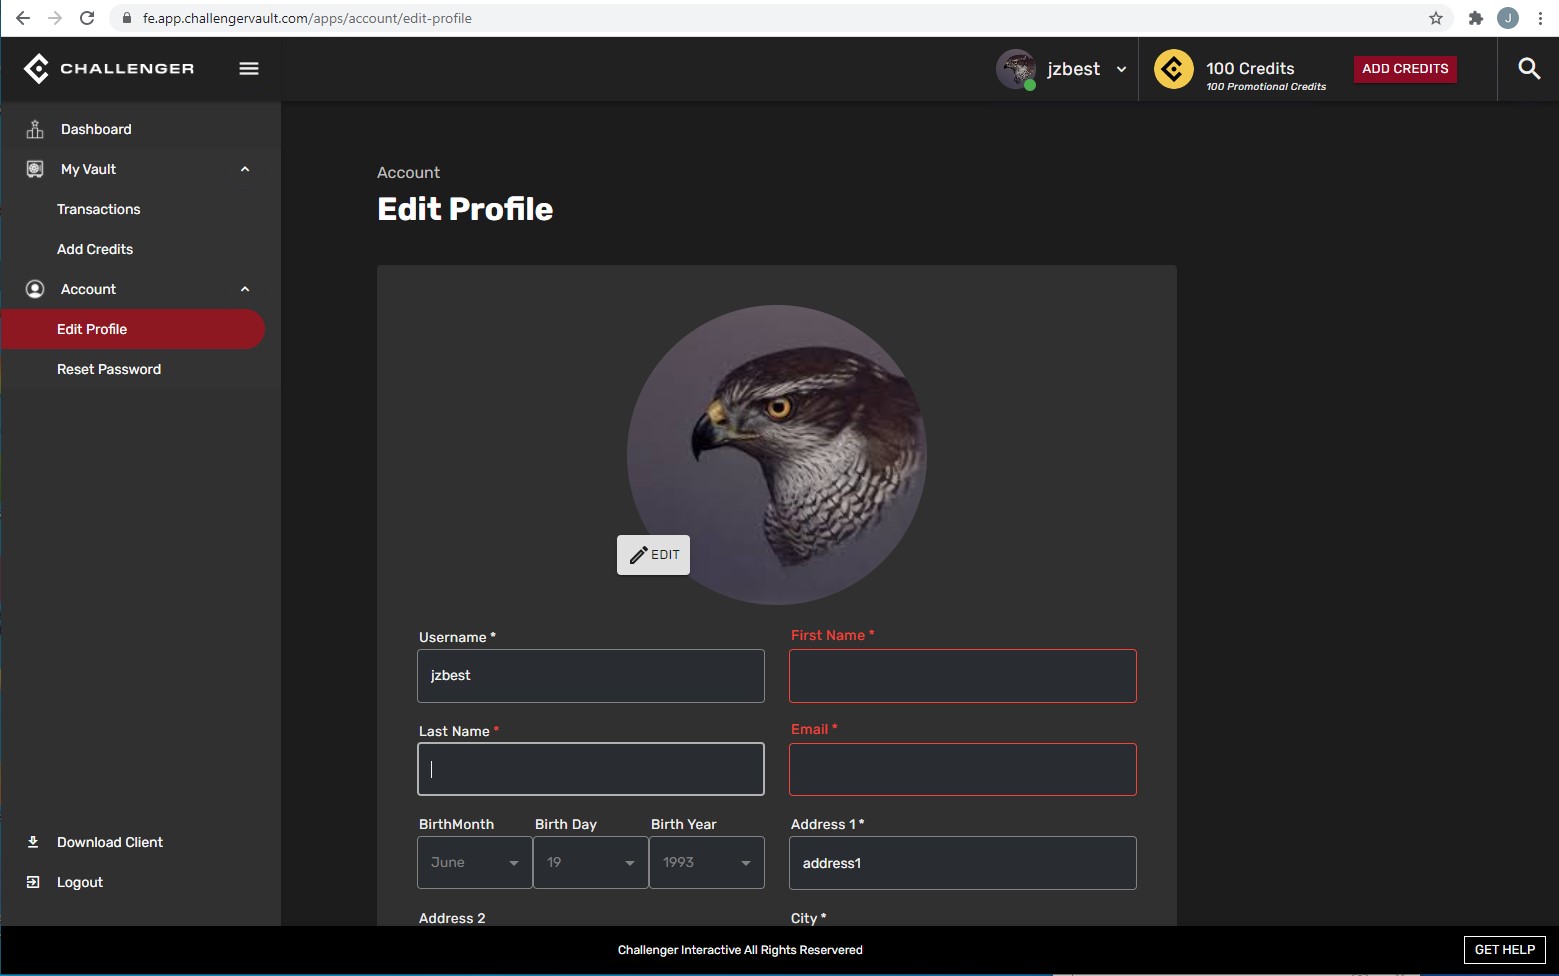 fe.app.challengervault.com/apps/account/edit-profile
J
CHALLENGER
jzbest
100 Credits
100 Promotional Credits
ADD CREDITS
Dashboard
My Vault
Transactions
Add Credits
Account
Edit Profile
Reset Password
Download Client
Logout
Account
Edit Profile
EDIT
Username *
First Name *
jzbest
Last Name *
Email *
BirthMonth
Birth Day
Birth Year
Address 1 *
June
19
1993
address1
Address 2
City *
Challenger Interactive All Rights Reservered
GET HELP